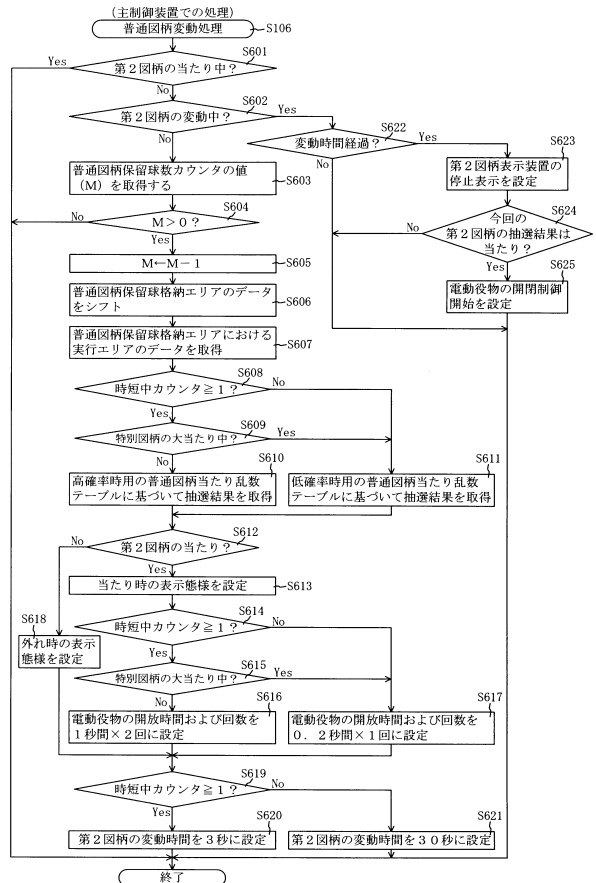 (主制御装置での処理)
普通図柄変動処理
S106
S601
第2図柄の当たり中?
Yes
No
S602
第2図柄の変動中?
Yes
No
S622
変動時間経過?
Yes
No
S623
第2図柄表示装置の
停止表示を設定
普通図柄保留球数カウンタの値
(M)を取得する
S603
S604
M>0?
No
Yes
S624
今回の
第2図柄の抽選結果は
当たり?
No
Yes
M←M-1
S605
S625
電動役物の開閉制御
開始を設定
普通図柄保留球格納エリアのデータ
をシフト
S606
普通図柄保留球格納エリアにおける
実行エリアのデータを取得
S607
S608
時短中カウンタ≧1?
No
Yes
S609
特別図柄の大当たり中?
Yes
No
S610
高確率時用の普通図柄当たり乱数
テーブルに基づいて抽選結果を取得
S611
低確率時用の普通図柄当たり乱数
テーブルに基づいて抽選結果を取得
S612
第2図柄の当たり?
No
Yes
当たり時の表示態様を設定
S613
S614
時短中カウンタ≧1?
No
Yes
S618
外れ時の表示
態様を設定
S615
特別図柄の大当たり中?
Yes
No
S616
電動役物の開放時間および回数を
1秒間×2回に設定
S617
電動役物の開放時間および回数を
0.2秒間×1回に設定
S619
時短中カウンタ≧1?
No
Yes
S620
第2図柄の変動時間を3秒に設定
S621
第2図柄の変動時間を30秒に設定
終了